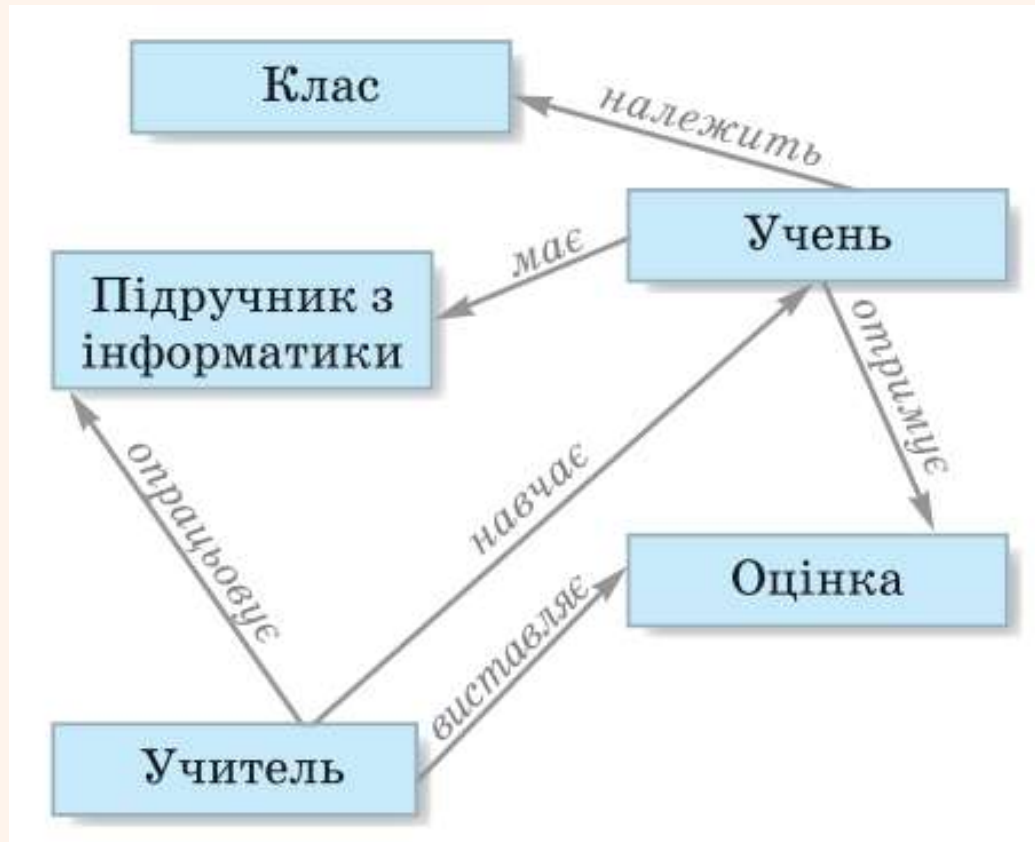 Клас
належить
Учень
має
Підручник з
інформатики
отримує
опрацьовує
навчає
Оцінка
виставляє
Учитель